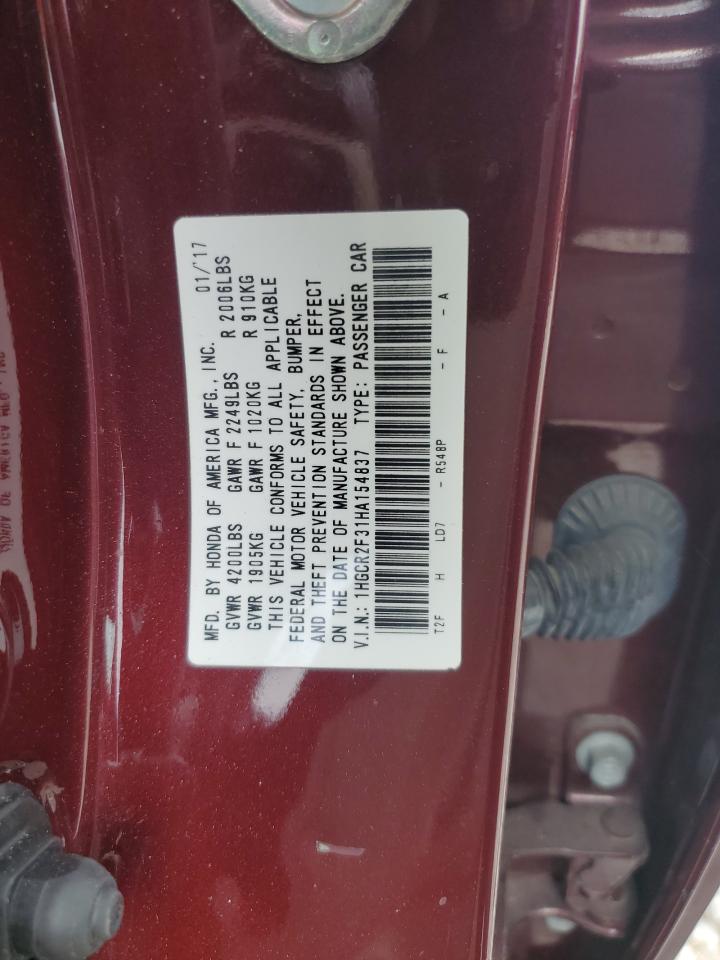 MFD. BY HONDA OF AMERICA MFG., INC. 01/'17
GVWR 4200LBS GAWR F 2249LBS R 2006LBS
GVWR 1905KG GAWR F 1020KG R 910KG
THIS VEHICLE CONFORMS TO ALL APPLICABLE
FEDERAL MOTOR VEHICLE SAFETY, BUMPER,
AND THEFT PREVENTION STANDARDS IN EFFECT
ON THE DATE OF MANUFACTURE SHOWN ABOVE.
V.I.N.: 1HGCR2F31HA154837 TYPE: PASSENGER CAR
T2F H LD7 - R548P - F - A